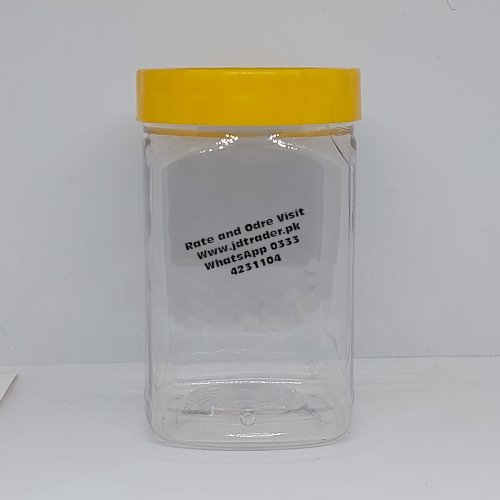 Rate and Odre Visit
Www.jdtrader.pk
WhatsApp 0333
4231104